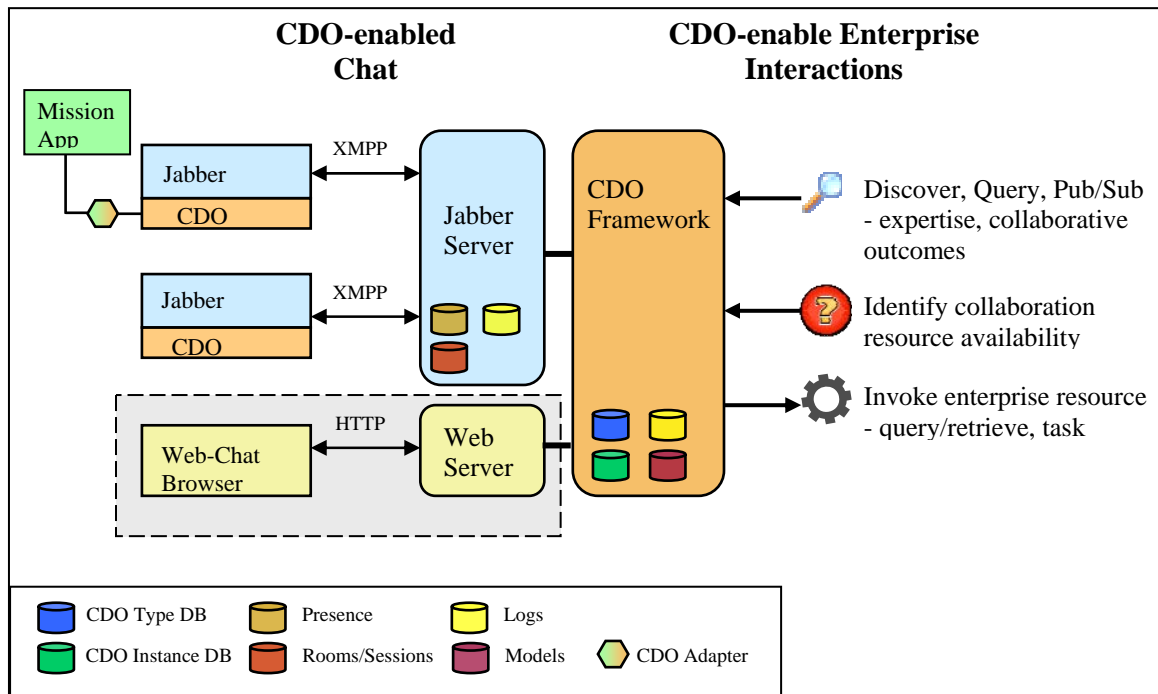 CDO-enabled
Chat
CDO-enable Enterprise
Interactions
Mission
App
Jabber
CDO
XMPP
Jabber
Server
CDO
Framework
Discover, Query, Pub/Sub
- expertise, collaborative
outcomes
Jabber
CDO
XMPP
?
Identify collaboration
resource availability
Web-Chat
Browser
HTTP
Web
Server
Invoke enterprise resource
- query/retrieve, task
CDO Type DB
Presence
Logs
CDO Instance DB
Rooms/Sessions
Models
CDO Adapter